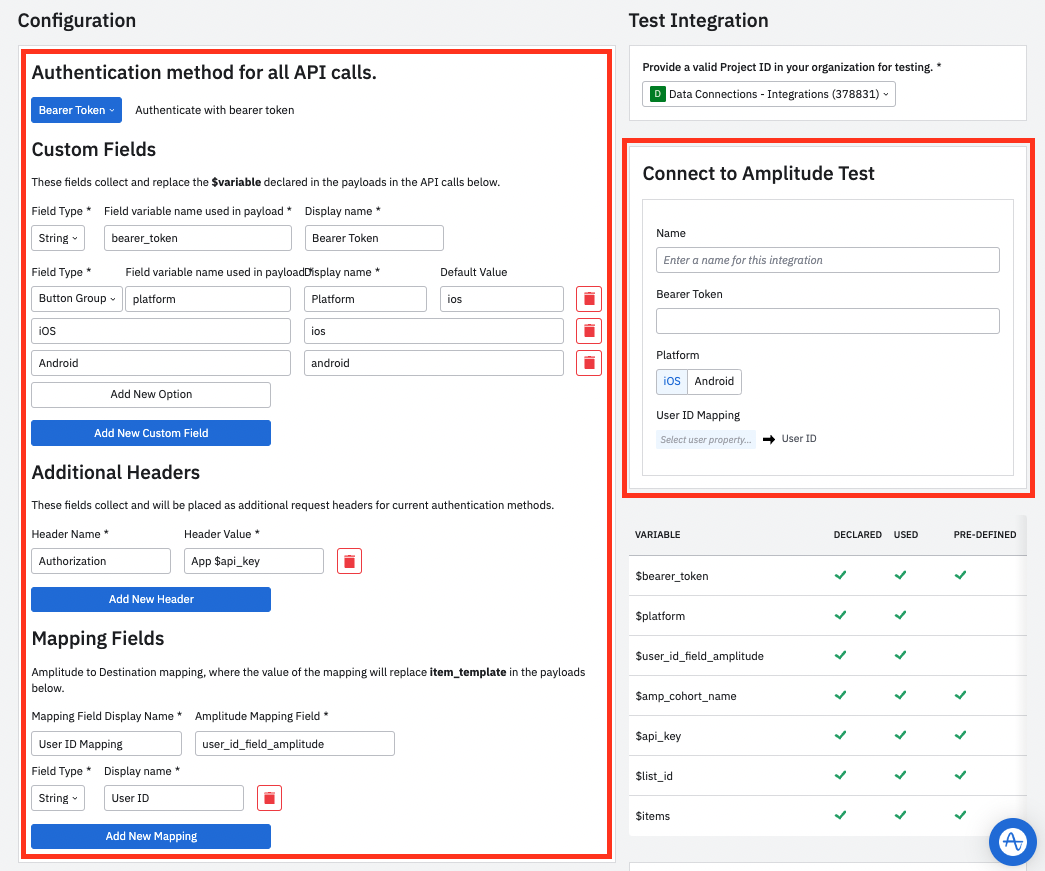 Configuration
Authentication method for all API calls.
Bearer Token
Authenticate with bearer token
Custom Fields
These fields collect and replace the $variable declared in the payloads in the API calls below.
Field Type * Field variable name used in payload * Display name *
String bearer_token Bearer Token
Field Type * Field variable name used in payload * Display name * Default Value
Button Group platform Platform ios
iOS ios
Android android
Add New Option
Add New Custom Field
Additional Headers
These fields collect and will be placed as additional request headers for current authentication methods.
Header Name * Header Value *
Authorization App $api_key
Add New Header
Mapping Fields
Amplitude to Destination mapping, where the value of the mapping will replace item_template in the payloads
below.
Mapping Field Display Name * Amplitude Mapping Field *
User ID Mapping user_id_field_amplitude
Field Type * Display name *
String User ID
Add New Mapping
Test Integration
Provide a valid Project ID in your organization for testing. *
D Data Connections - Integrations (378831)
Connect to Amplitude Test
Name
Enter a name for this integration
Bearer Token
Platform
iOS Android
User ID Mapping
Select user property... User ID
VARIABLE DECLARED USED PRE-DEFINED
$bearer_token
$platform
$user_id_field_amplitude
$amp_cohort_name
$api_key
$list_id
$items